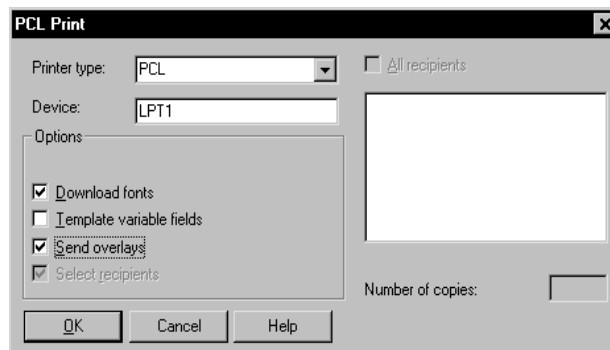 PCL Print
Printer type:
PCL
All recipients
Device:
LPT1
Options
Download fonts
Template variable fields
Send overlays
Select recipients
Number of copies:
OK
Cancel
Help